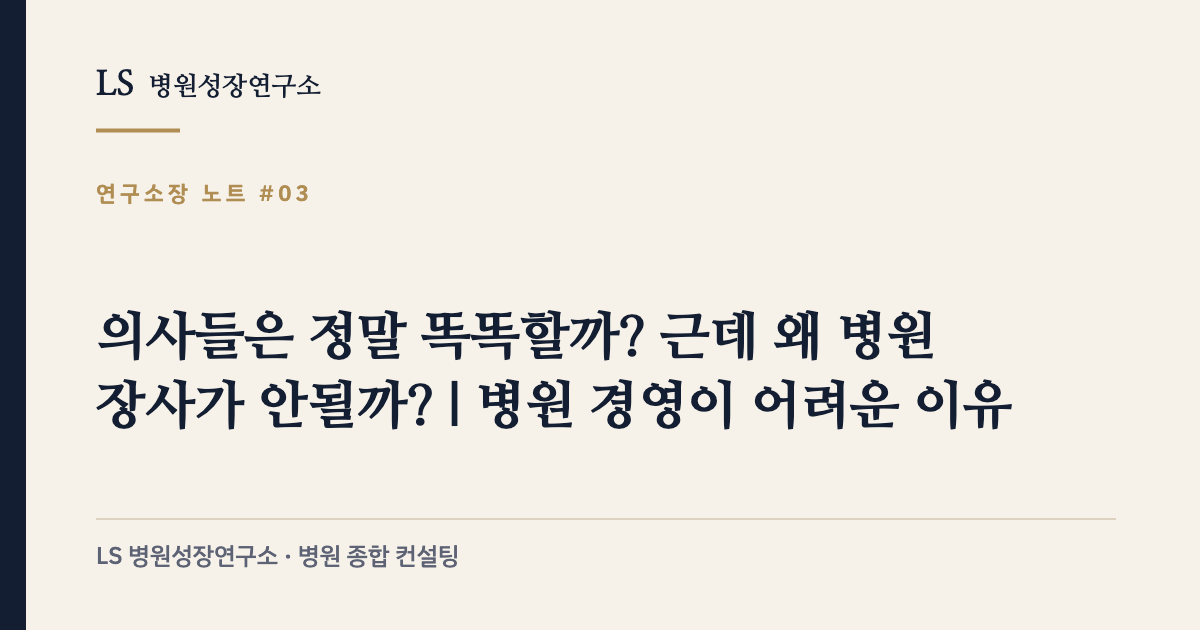 LS 병원성장연구소
연구소장 노트 #03
의사들은 정말 똑똑할까? 근데 왜 병원
장사가 안될까? | 병원 경영이 어려운 이유
LS 병원성장연구소 · 병원 종합 컨설팅